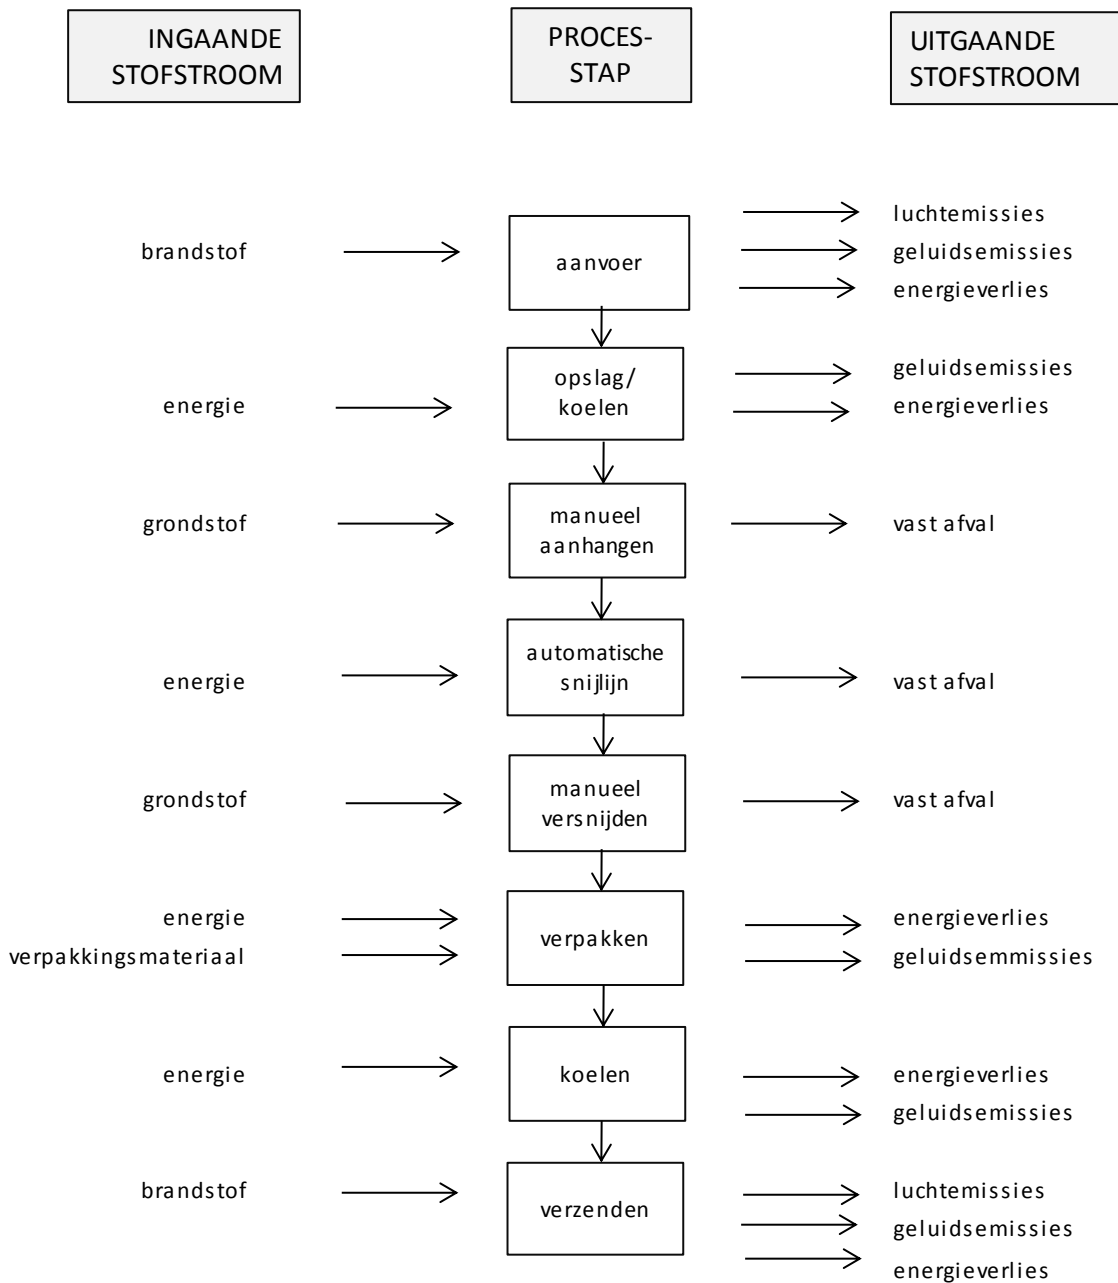 INGAANDE
STOFSTROOM
PROCES-
STAP
UITGAANDE
STOFSTROOM
brandstof
aanvoer
luchtemissies
geluidsemissies
energieverlies
energie
opslag/
koelen
geluidsemissies
energieverlies
grondstof
manueel
aanhangen
vast afval
energie
automatische
snijlijn
vast afval
grondstof
manueel
versnijden
vast afval
energie
verpakkingsmateriaal
verpakken
energieverlies
geluidsemmissies
energie
koelen
energieverlies
geluidsemissies
brandstof
verzenden
luchtemissies
geluidsemissies
energieverlies